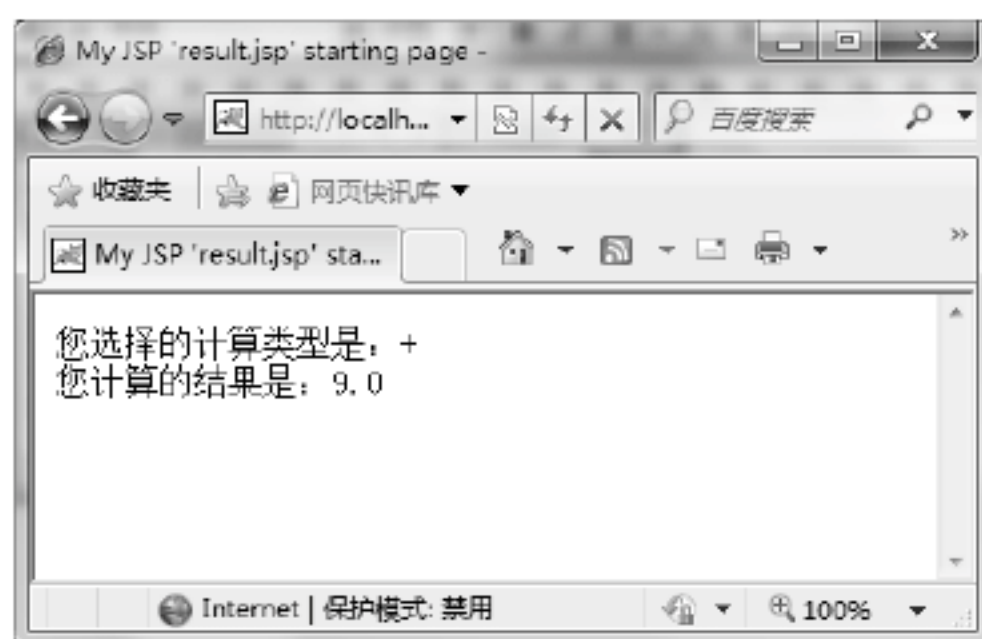 My JSP 'result.jsp' starting page -
http://localh... 百度搜索
收藏夹 网页快讯库
My JSP 'result.jsp' sta...
您选择的计算类型是：+
您计算的结果是：9.0
Internet | 保护模式: 禁用 100%